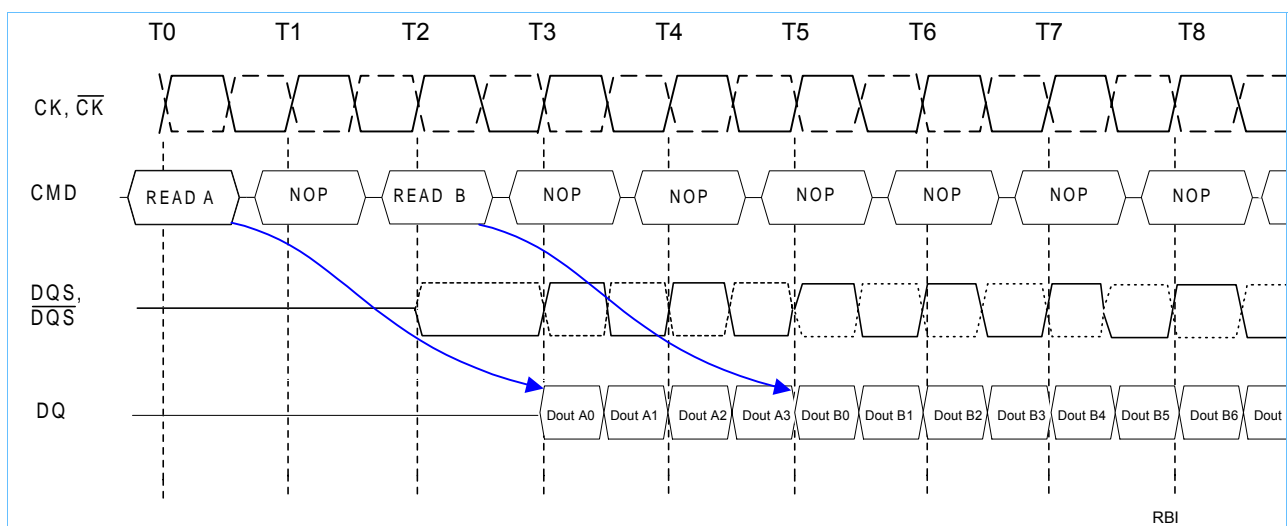 T0 T1 T2 T3 T4 T5 T6 T7 T8
CK, CK
CMD READ A NOP READ B NOP NOP NOP NOP NOP NOP
DQS,
DQS
DQ Dout A0 Dout A1 Dout A2 Dout A3 Dout B0 Dout B1 Dout B2 Dout B3 Dout B4 Dout B5 Dout B6 Dout
RBI